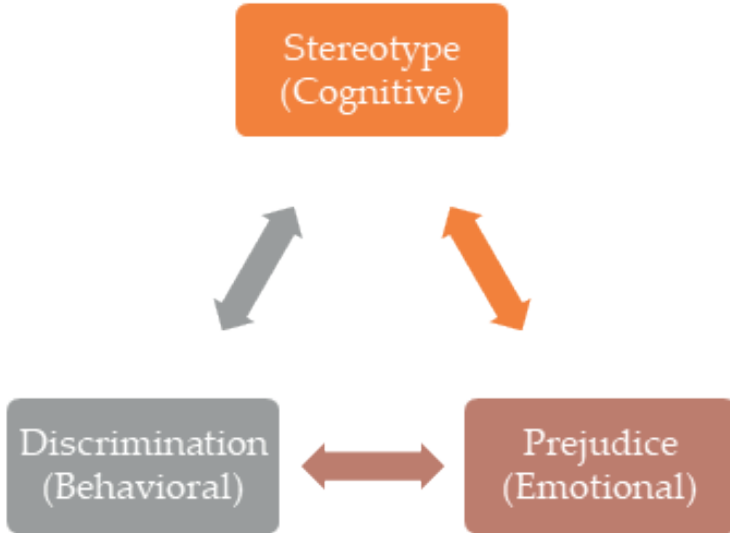 Stereotype
(Cognitive)
Discrimination
(Behavioral)
Prejudice
(Emotional)